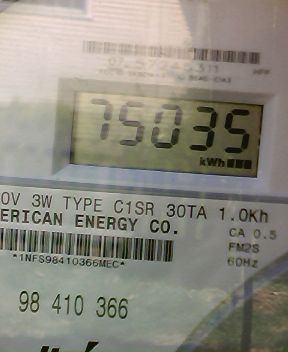 75035
kWh
0V 3W TYPE C1SR 30TA 1.0Kh
ERICAN ENERGY CO.
CA 0.5
FM2S
60Hz
*1NFS98410366MEC*
98 410 366